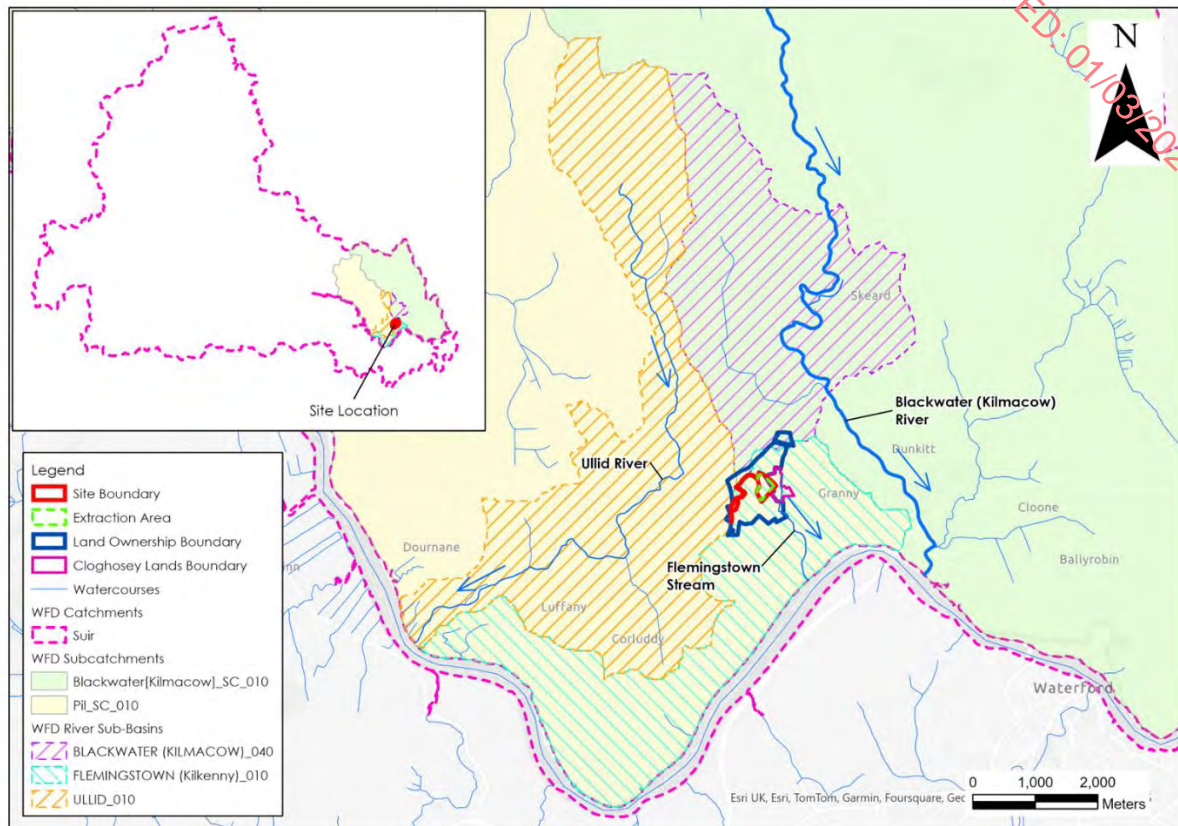 ED: 01/03/202
N
Site Location
Skeard
Blackwater (Kilmacow)
River
Dunkitt
Ullid River
Granny
Cloone
Dournane
Ballyrobin
Flemingstown
Stream
Luffany
Gorluddy
Waterford
Legend
Site Boundary
Extraction Area
Land Ownership Boundary
Cloghosey Lands Boundary
Watercourses
WFD Catchments
Suir
WFD Subcatchments
Blackwater[Kilmacow]_SC_010
Pil_SC_010
WFD River Sub-Basins
BLACKWATER (KILMACOW)_040
FLEMINGSTOWN (Kilkenny)_010
ULLID_010
0 1,000 2,000
Meters
Esri UK, Esri, TomTom, Garmin, Foursquare, Geo